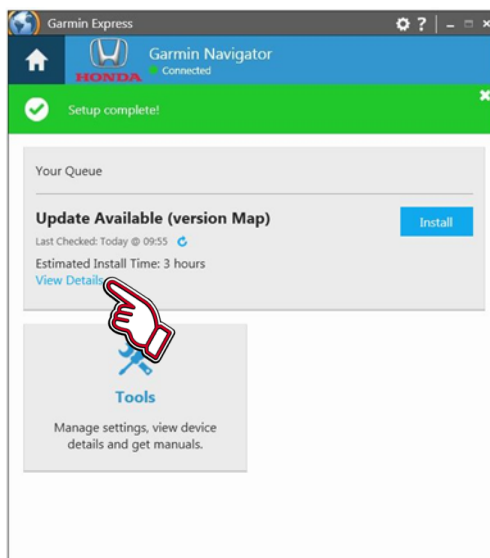 Garmin Express
?
HONDA
Garmin Navigator
Connected
Setup complete!
Your Queue
Update Available (version Map)
Install
Last Checked: Today @ 09:55
Estimated Install Time: 3 hours
View Details
Tools
Manage settings, view device
details and get manuals.